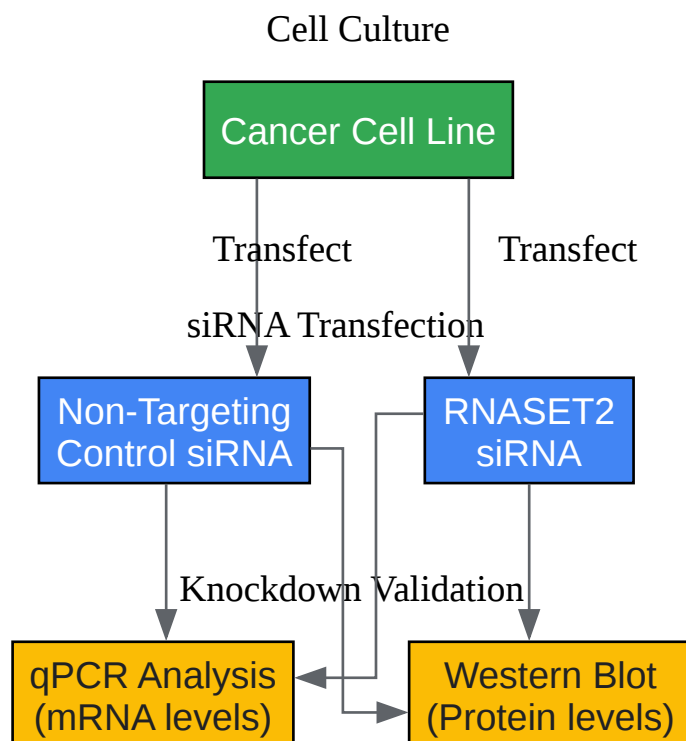 Cell Culture
Cancer Cell Line
Transfect
Transfect
siRNA Transfection
Non-Targeting
Control siRNA
RNASET2
siRNA
Knockdown Validation
qPCR Analysis
(mRNA levels)
Western Blot
(Protein levels)